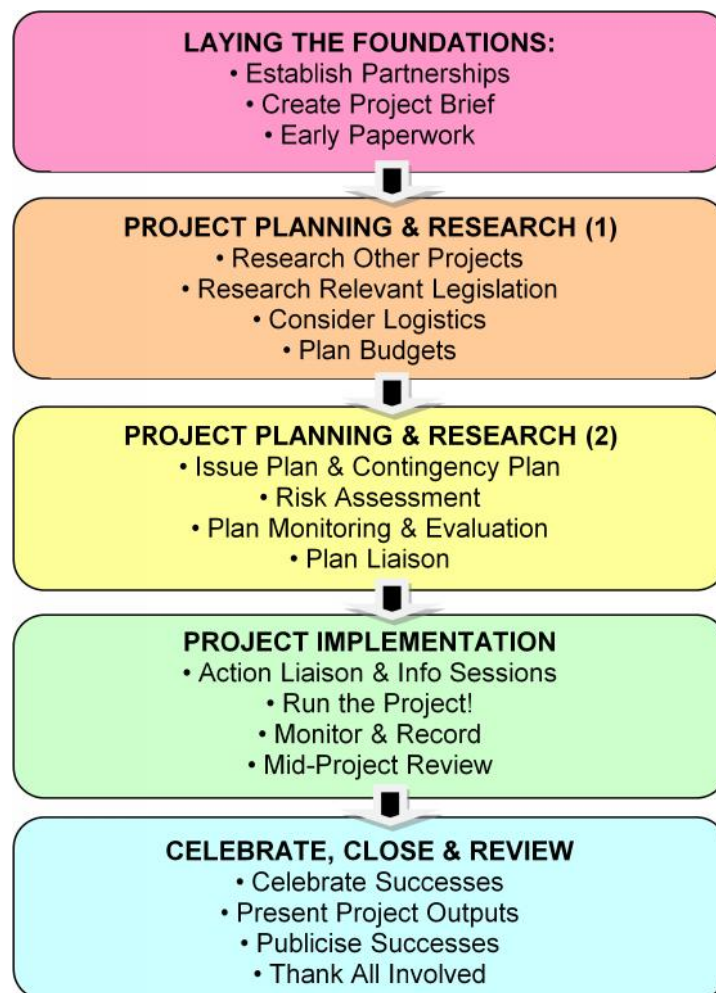 LAYING THE FOUNDATIONS:
• Establish Partnerships
• Create Project Brief
• Early Paperwork
PROJECT PLANNING & RESEARCH (1)
• Research Other Projects
• Research Relevant Legislation
• Consider Logistics
• Plan Budgets
PROJECT PLANNING & RESEARCH (2)
• Issue Plan & Contingency Plan
• Risk Assessment
• Plan Monitoring & Evaluation
• Plan Liaison
PROJECT IMPLEMENTATION
• Action Liaison & Info Sessions
• Run the Project!
• Monitor & Record
• Mid-Project Review
CELEBRATE, CLOSE & REVIEW
• Celebrate Successes
• Present Project Outputs
• Publicise Successes
• Thank All Involved